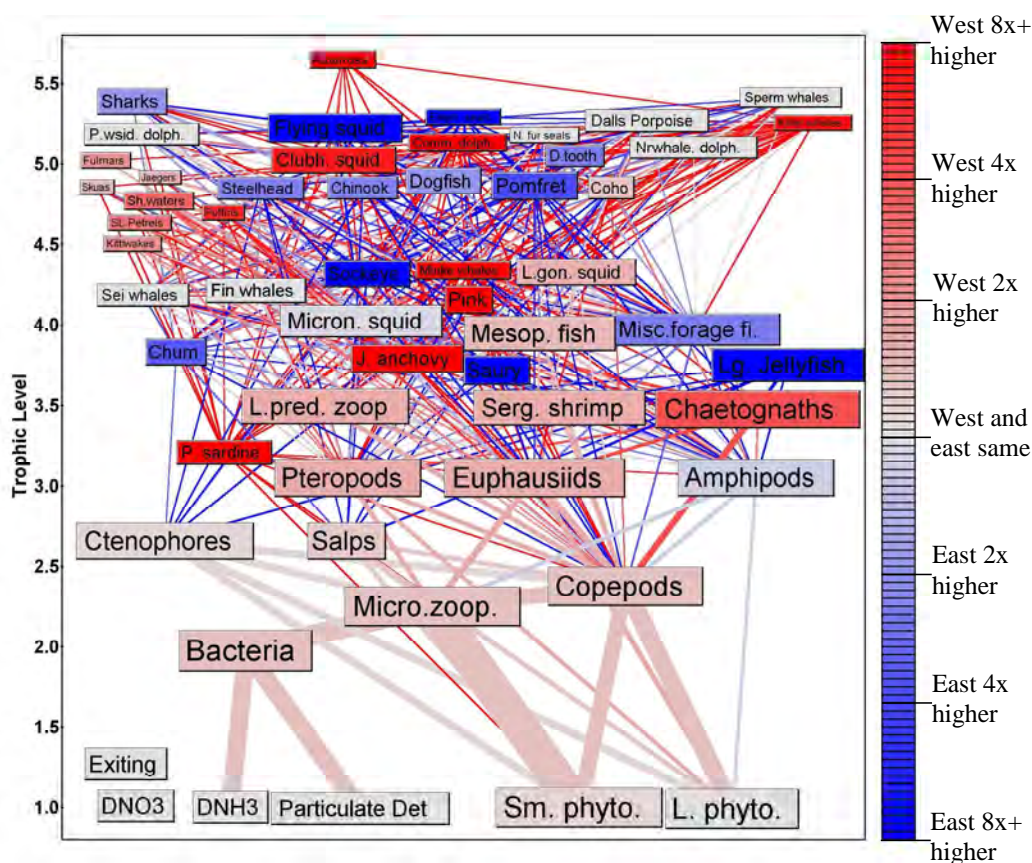 West 8x+
higher
5.5
Albatross
Sharks
Sperm whales
P.wsid. dolph.
Flying squid
Dalls Porpoise
N. fur seals
Comm. dolph.
Nrwhale. dolph.
Fulmars
5.0
Clubh. squid
D.tooth
West 4x
higher
Jaegers
Skuas
Steelhead
Chinook
Dogfish
Pomfret
Coho
Sh.waters
Puffins
SL.Petrels
4.5
Kittiwakes
Sockeye
Minke whales
L.gon. squid
Sei whales
Fin whales
Pink
West 2x
higher
4.0
Micron. squid
Mesop. fish
Misc.forage fi.
Chum
J. anchovy
Saury
Lg. Jellyfish
3.5
L.pred. zoop
Serg. shrimp
Chaetognaths
West and
east same
P. sardine
Trophic Level
3.0
Pteropods
Euphausiids
Amphipods
Ctenophores
Salps
2.5
Copepods
East 2x
higher
Micro.zoop.
2.0
Bacteria
East 4x
higher
1.5
Exiting
1.0
DNO3
DNH3
Particulate Det
Sm. phyto.
L. phyto.
East 8x+
higher